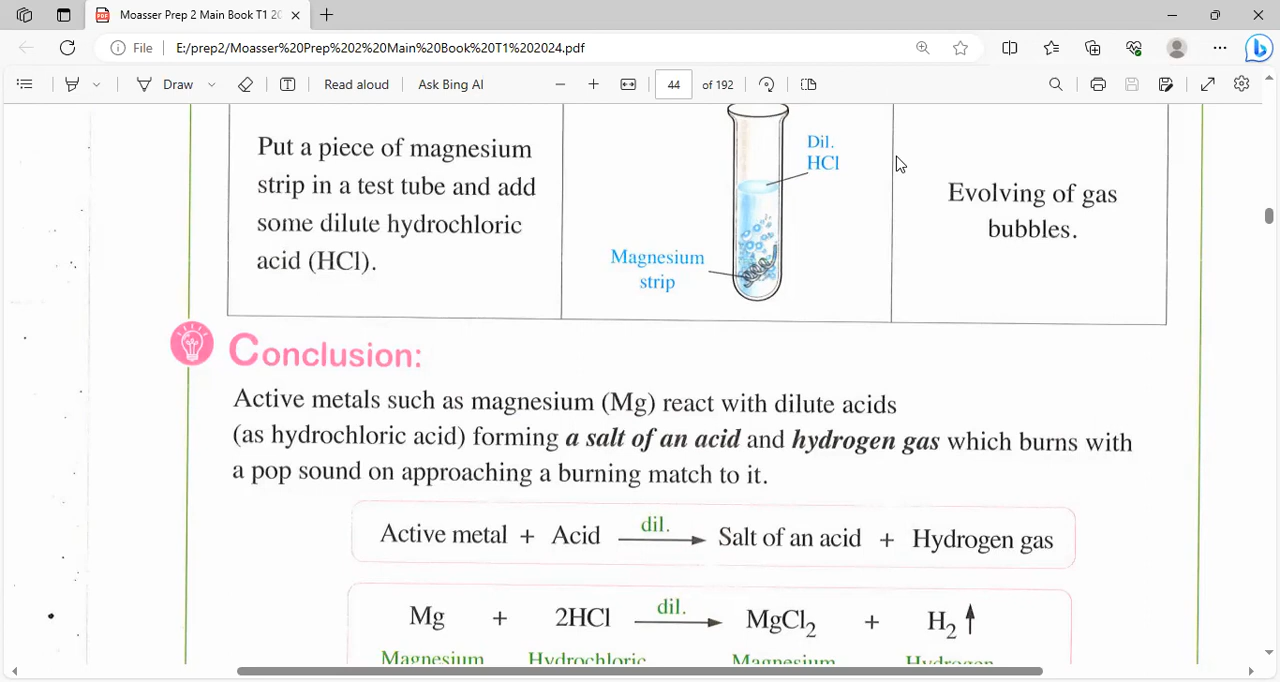 Moasser Prep 2 Main Book T1 20
File E:/prep2/Moasser%20Prep%202%20Main%20Book%20T1%202024.pdf
Draw Read aloud Ask Bing AI 44 of 192
Put a piece of magnesium
strip in a test tube and add
some dilute hydrochloric
acid (HCl).
Dil.
HCl
Magnesium
strip
Evolving of gas
bubbles.
Conclusion:
Active metals such as magnesium (Mg) react with dilute acids
(as hydrochloric acid) forming a salt of an acid and hydrogen gas which burns with
a pop sound on approaching a burning match to it.
Active metal + Acid dil. → Salt of an acid + Hydrogen gas
Mg + 2HCl dil. → MgCl₂ + H₂ ↑
Magnesium Hydrochloric Magnesium Hydrogen